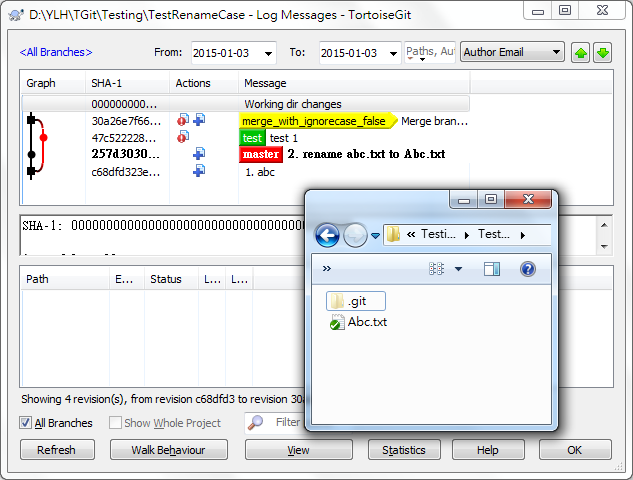 D:\YLH\TGit\Testing\TestRenameCase - Log Messages - TortoiseGit
<All Branches> From: 2015-01-03 To: 2015-01-03 Paths, Aut Author Email
Graph SHA-1 Actions Message
000000000... Working dir changes
30a26e7f66... merge_with_ignorecase_false Merge bran...
47c522228... test test 1
257d3030... master 2. rename abc.txt to Abc.txt
c68dfd323e... 1. abc
SHA-1: 0000000000000000000000000000000000
Path E... Status L... L...
Showing 4 revision(s), from revision c68dfd3 to revision 30a
All Branches Show Whole Project Filter
Refresh Walk Behaviour View Statistics Help OK
« Testi... Test...
»
.git
Abc.txt